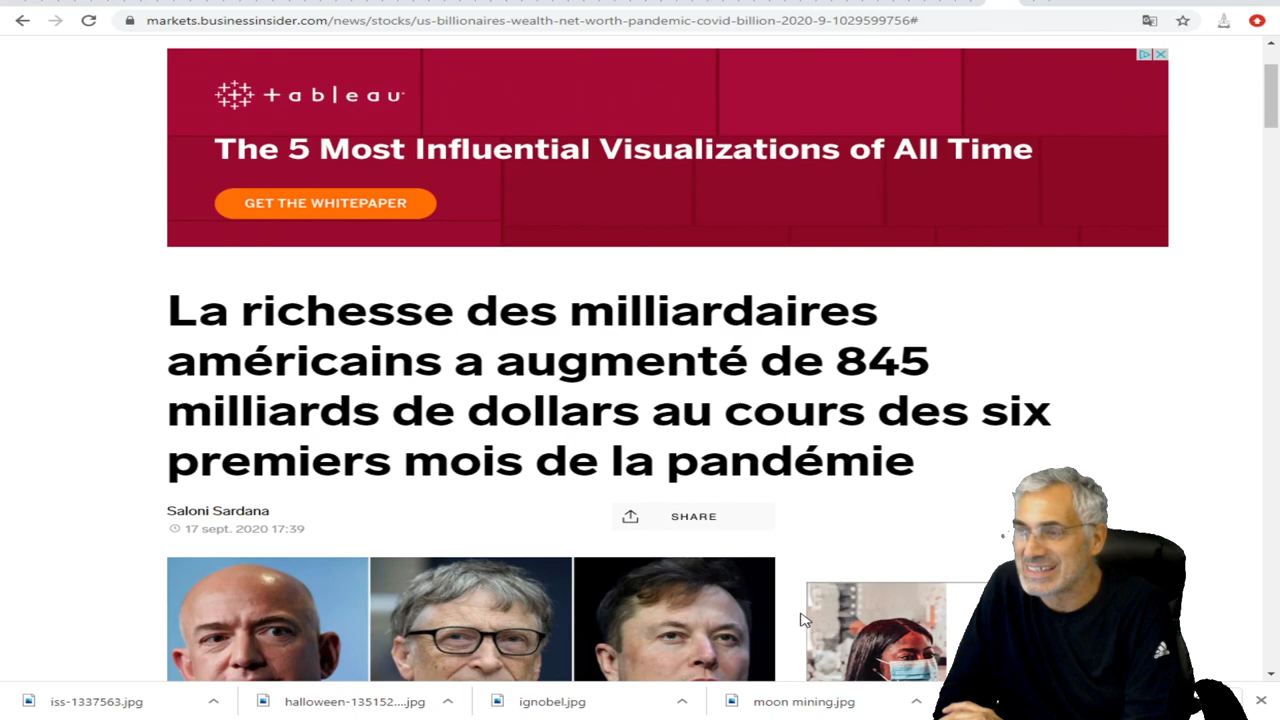 markets.businessinsider.com/news/stocks/us-billionaires-wealth-net-worth-pandemic-covid-billion-2020-9-1029599756#
+ a b l e a u
The 5 Most Influential Visualizations of All Time
GET THE WHITEPAPER
La richesse des milliardaires
américains a augmenté de 845
milliards de dollars au cours des six
premiers mois de la pandémie
Saloni Sardana
17 sept. 2020 17:39
SHARE
iss-1337563.jpg
halloween-135152....jpg
ignobel.jpg
moon mining.jpg